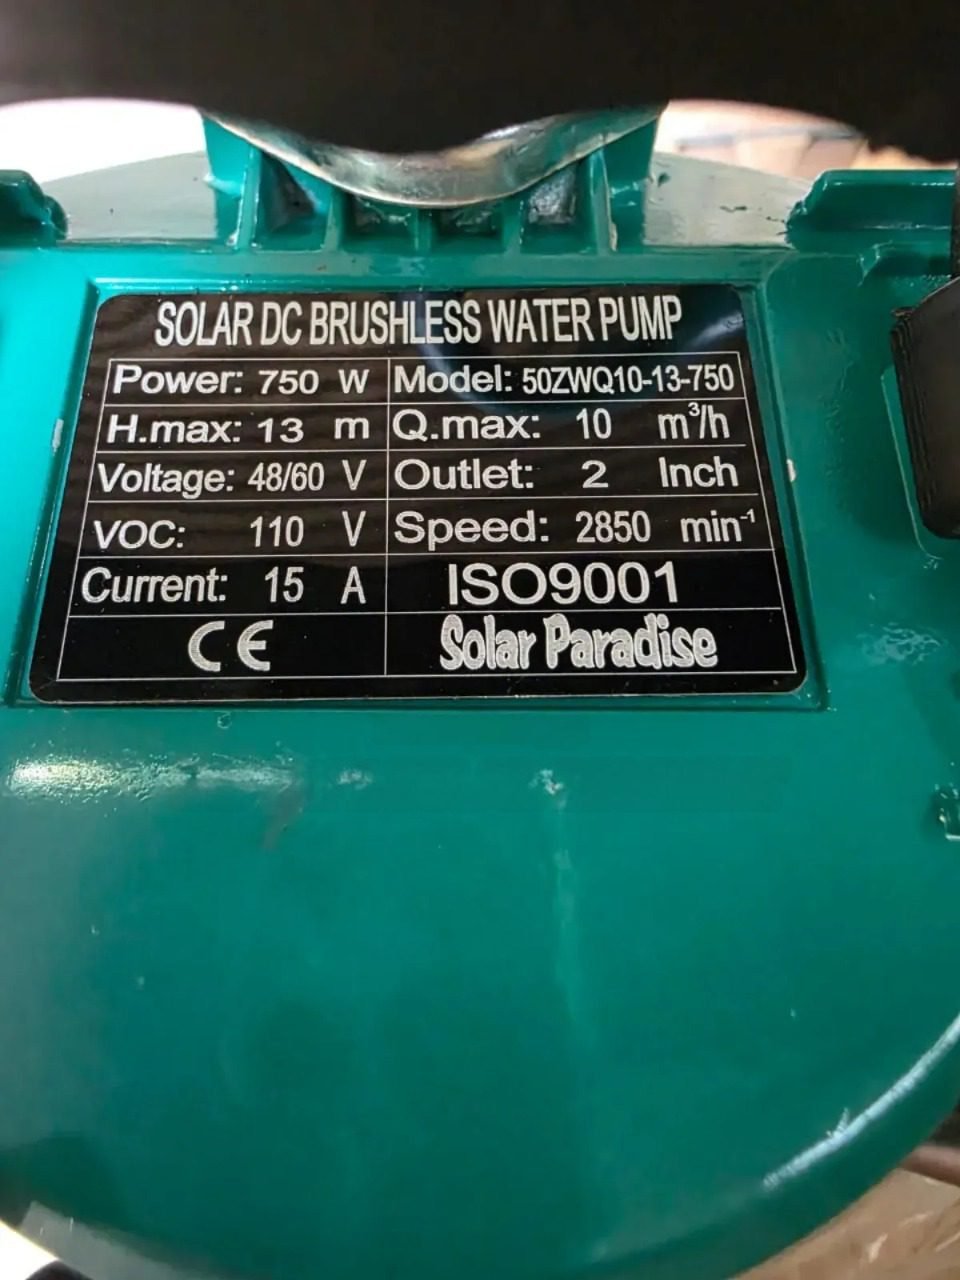 SOLAR DC BRUSHLESS WATER PUMP
Power: 750 W Model: 50ZWQ10-13-750
H.max: 13 m Q.max: 10 m³/h
Voltage: 48/60 V Outlet: 2 Inch
VOC: 110 V Speed: 2850 min⁻¹
Current: 15 A ISO9001
CE Solar Paradise